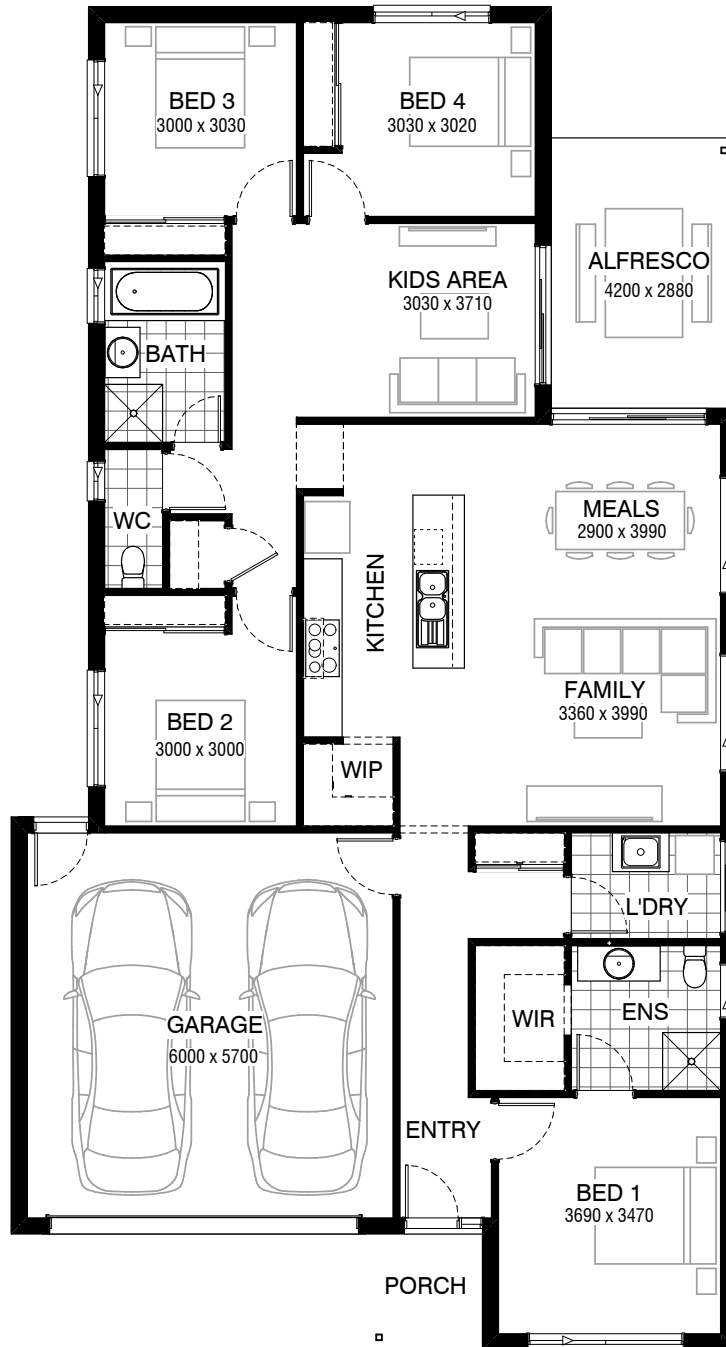 BED 3
3000 x 3030
BED 4
3030 x 3020
KIDS AREA
3030 x 3710
ALFRESCO
4200 x 2880
BATH
WC
KITCHEN
MEALS
2900 x 3990
FAMILY
3360 x 3990
BED 2
3000 x 3000
WIP
L'DRY
GARAGE
6000 x 5700
WIR
ENS
ENTRY
BED 1
3690 x 3470
PORCH